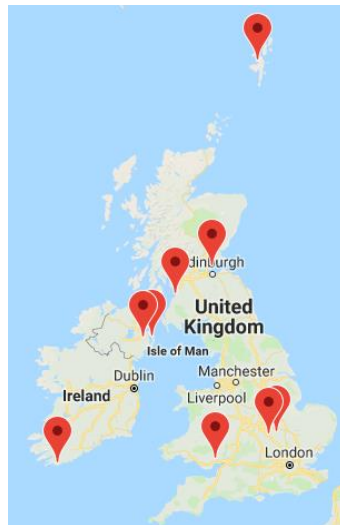 dinburgh
United
Kingdom
Isle of Man
Manchester
Dublin
Liverpool
Ireland
London